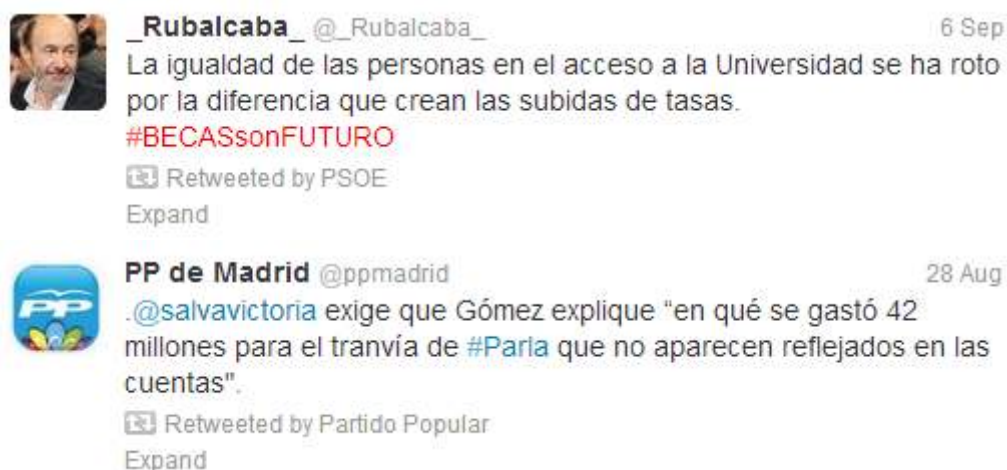 _Rubalcaba_ @_Rubalcaba_ 6 Sep
La igualdad de las personas en el acceso a la Universidad se ha roto
por la diferencia que crean las subidas de tasas.
#BECASsonFUTURO
Retweeted by PSOE
Expand
PP de Madrid @ppmadrid 28 Aug
PP
.@salvavictoria exige que Gómez explique “en qué se gastó 42
millones para el tranvía de #Parla que no aparecen reflejados en las
cuentas".
Retweeted by Partido Popular
Expand